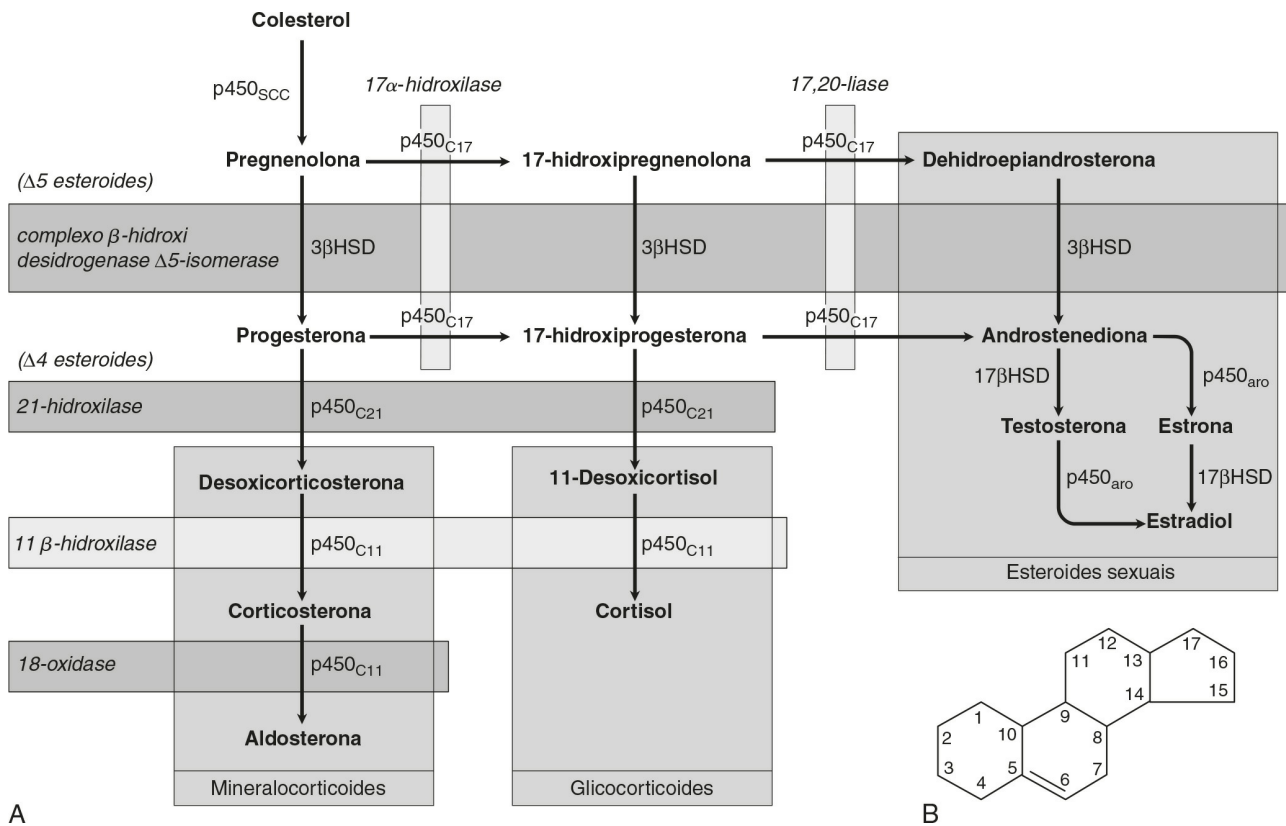 Colesterol
p450SCC
17α-hidroxilase
17,20-liase
p450C17
p450C17
Pregnenolona
17-hidroxipregnenolona
Dehidroepiandrosterona
(Δ5 esteroides)
complexo β-hidroxi
desidrogenase Δ5-isomerase
3βHSD
3βHSD
3βHSD
p450C17
p450C17
Progesterona
17-hidroxiprogesterona
Androstenediona
(Δ4 esteroides)
17βHSD
p450aro
21-hidroxilase
p450C21
p450C21
Testosterona
Estrona
Desoxicorticosterona
11-Desoxicortisol
p450aro
17βHSD
Estradiol
11 β-hidroxilase
p450C11
p450C11
Esteroides sexuais
Corticosterona
Cortisol
18-oxidase
p450C11
Aldosterona
Mineralocorticoides
Glicocorticoides
A
12
17
11
13
16
14
15
1
9
2
10
8
3
5
6
7
4
B